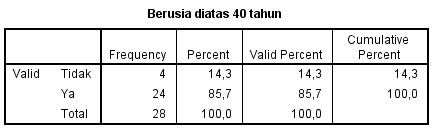 Berusia diatas 40 tahun
Frequency Percent Valid Percent Cumulative Percent
Valid Tidak 4 14,3 14,3 14,3
Ya 24 85,7 85,7 100,0
Total 28 100,0 100,0